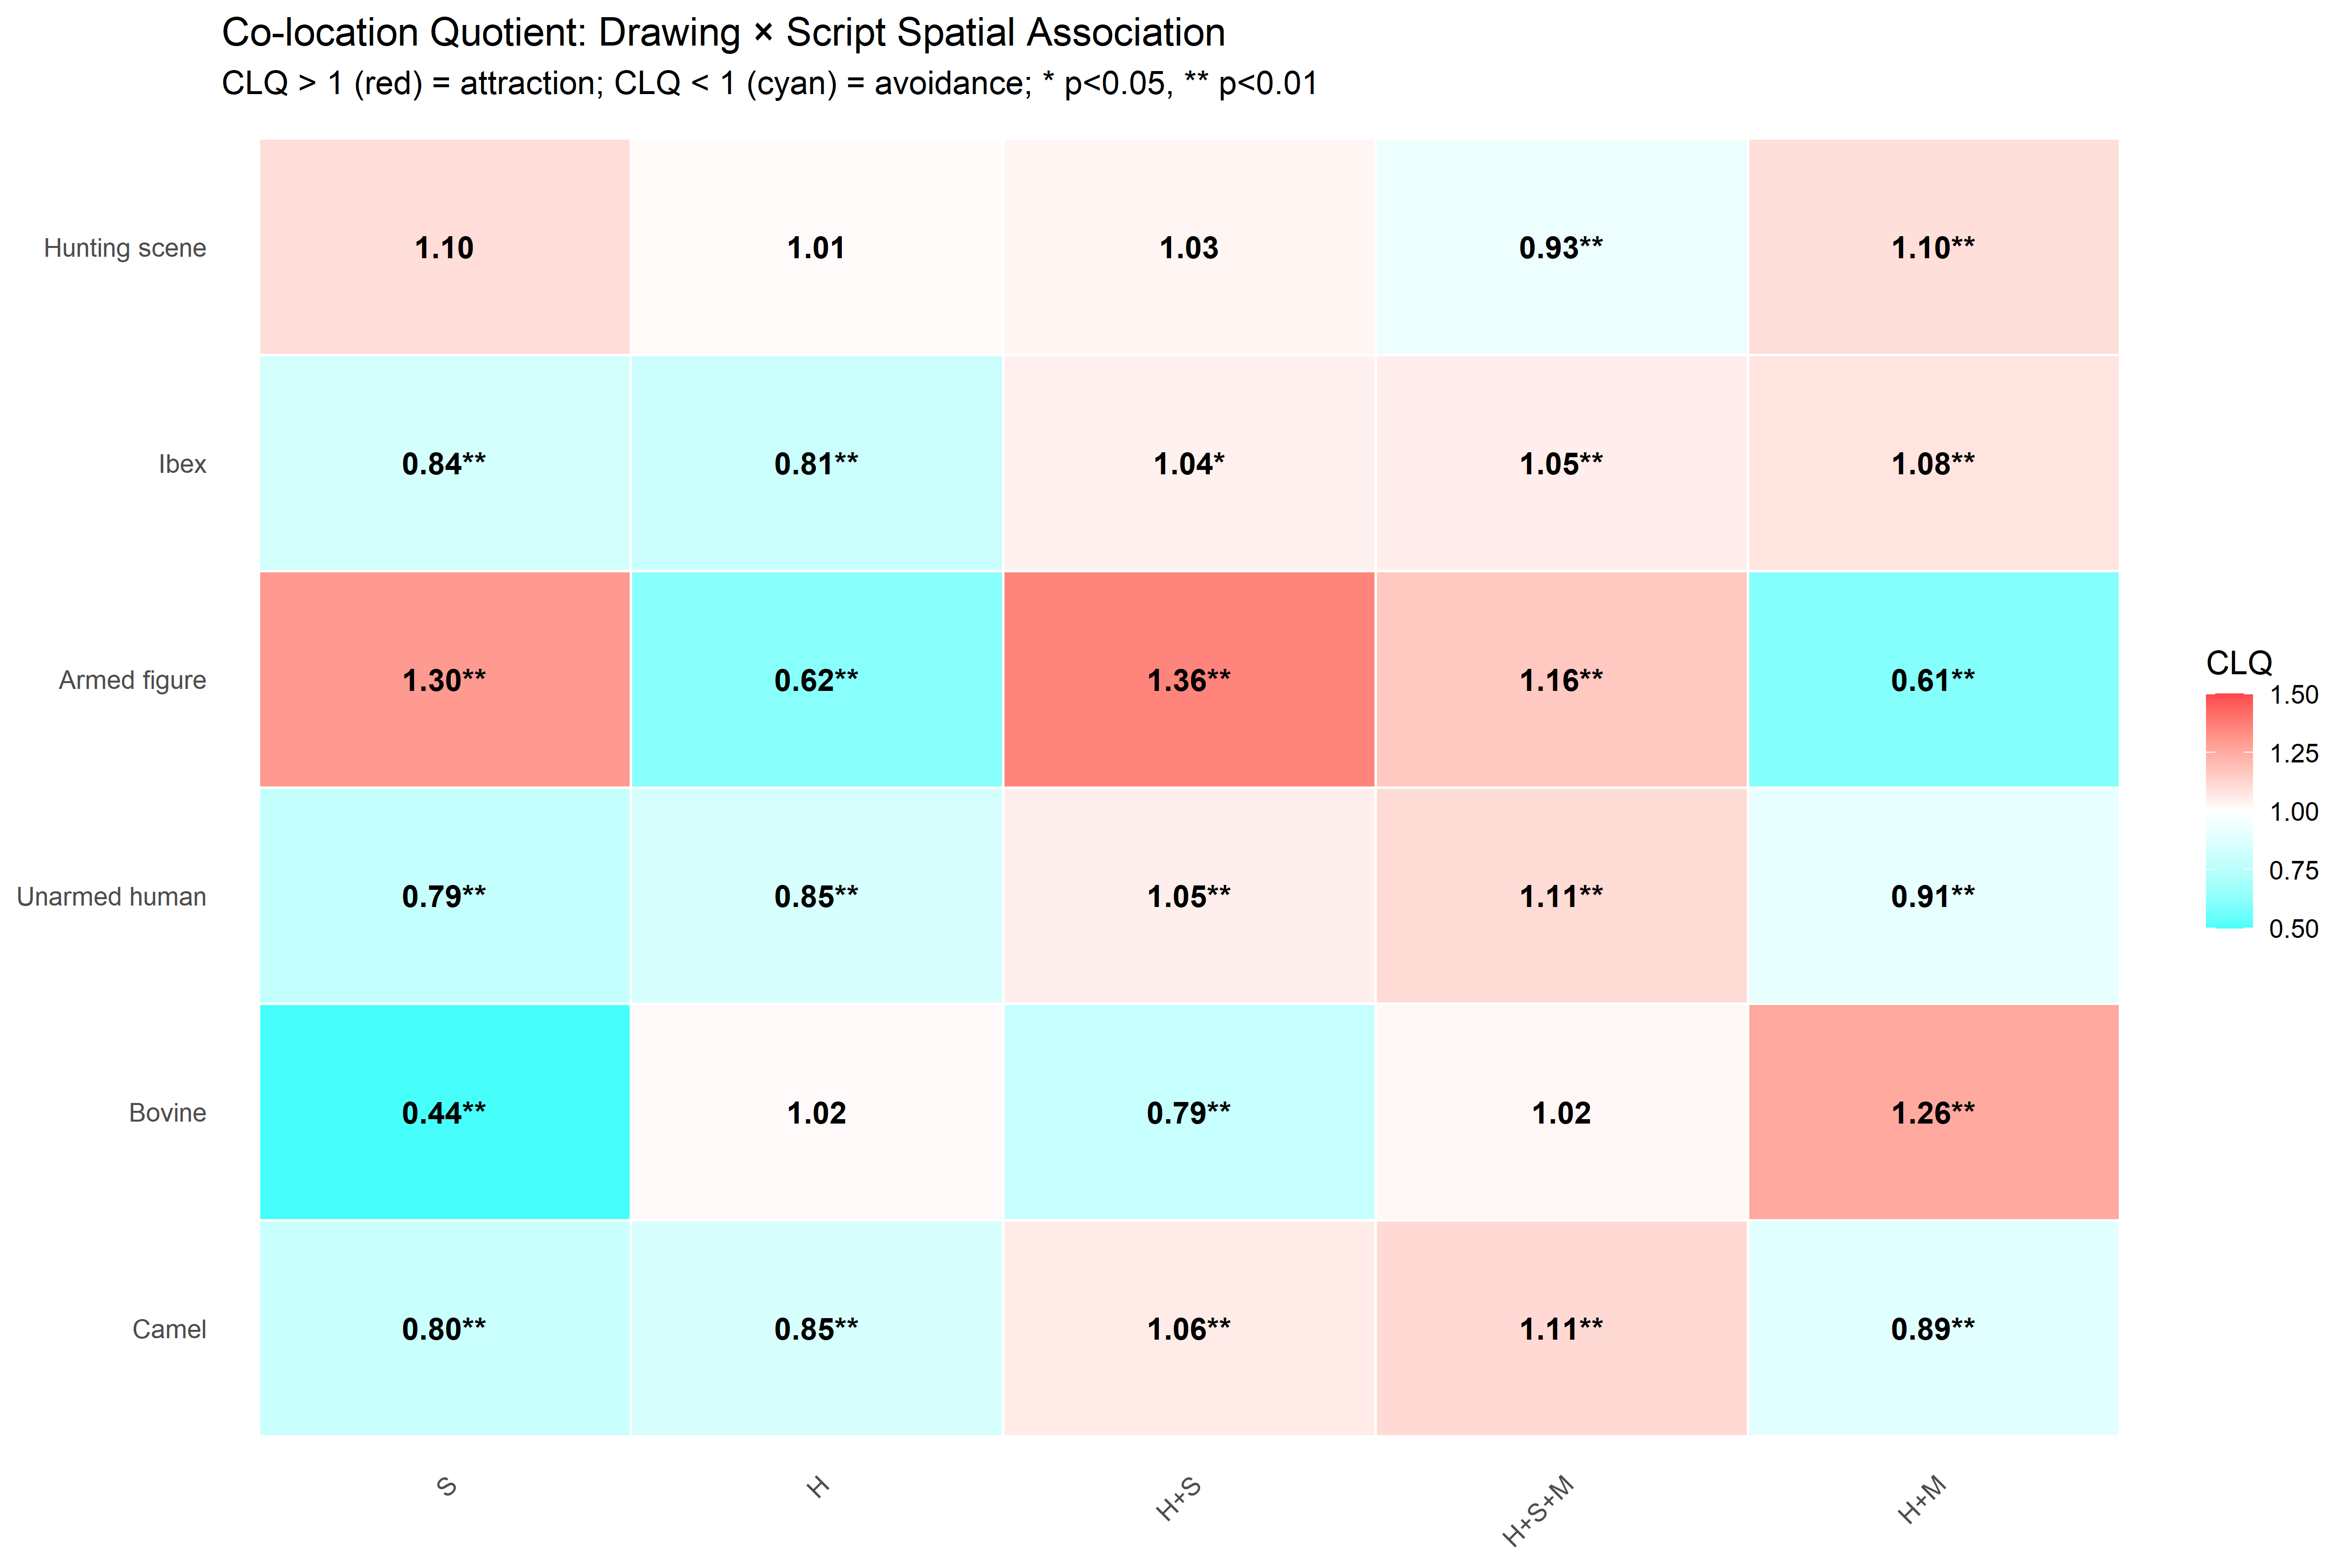 Co-location Quotient: Drawing × Script Spatial Association
CLQ > 1 (red) = attraction; CLQ < 1 (cyan) = avoidance; * p<0.05, ** p<0.01
Hunting scene 1.10 1.01 1.03 0.93** 1.10**
Ibex 0.84** 0.81** 1.04* 1.05** 1.08**
Armed figure 1.30** 0.62** 1.36** 1.16** 0.61**
Unarmed human 0.79** 0.85** 1.05** 1.11** 0.91**
Bovine 0.44** 1.02 0.79** 1.02 1.26**
Camel 0.80** 0.85** 1.06** 1.11** 0.89**
S H H+S H+S+M H+M
CLQ
1.50
1.25
1.00
0.75
0.50